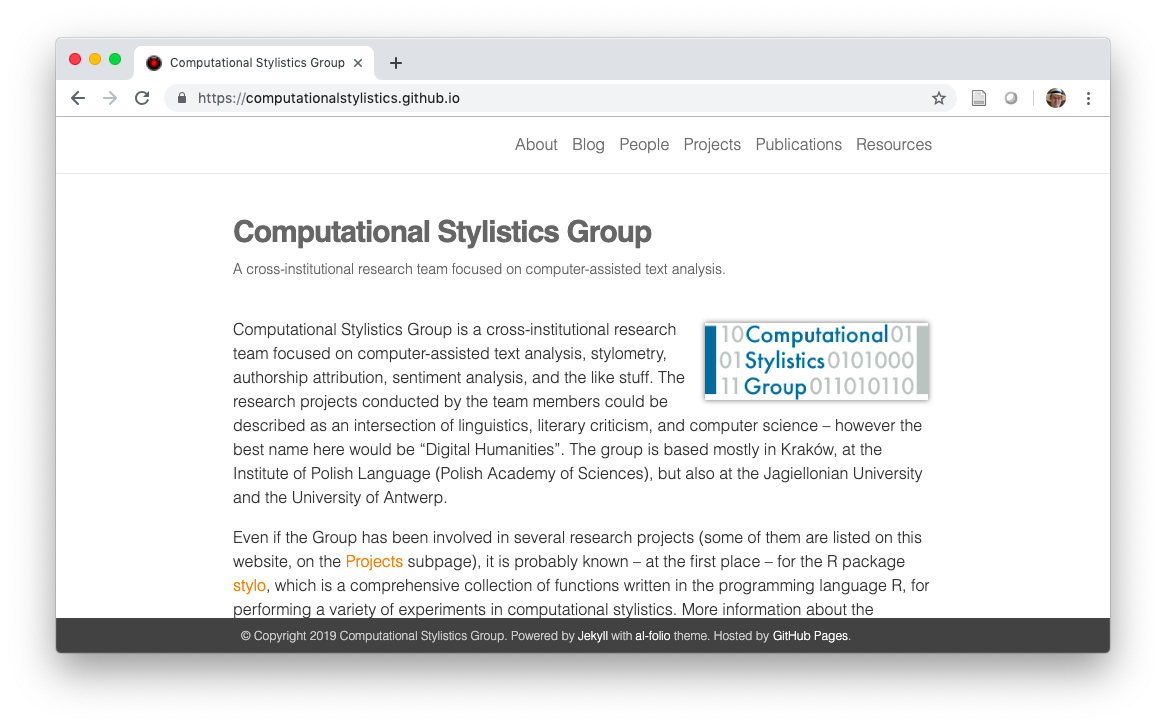 Computational Stylistics Group
https://computationalstylistics.github.io
About Blog People Projects Publications Resources
Computational Stylistics Group
A cross-institutional research team focused on computer-assisted text analysis.
Computational Stylistics Group is a cross-institutional research
team focused on computer-assisted text analysis, stylometry,
authorship attribution, sentiment analysis, and the like stuff. The
research projects conducted by the team members could be
10Computational01
01Stylistics0101000
11Group011010110
described as an intersection of linguistics, literary criticism, and computer science – however the
best name here would be “Digital Humanities”. The group is based mostly in Kraków, at the
Institute of Polish Language (Polish Academy of Sciences), but also at the Jagiellonian University
and the University of Antwerp.
Even if the Group has been involved in several research projects (some of them are listed on this
website, on the Projects subpage), it is probably known – at the first place – for the R package
stylo, which is a comprehensive collection of functions written in the programming language R, for
performing a variety of experiments in computational stylistics. More information about the
© Copyright 2019 Computational Stylistics Group. Powered by Jekyll with al-folio theme. Hosted by GitHub Pages.